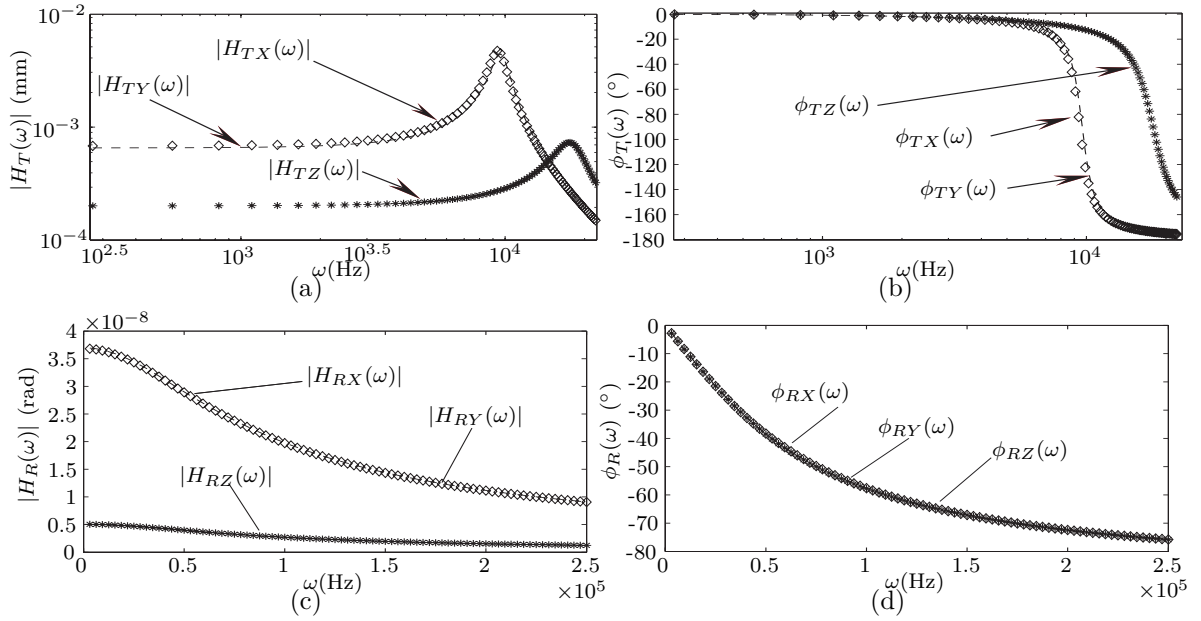 |H_T(ω)| (mm)
10^-2
10^-3
10^-4
|H_TX(ω)|
|H_TY(ω)|
|H_TZ(ω)|
10^2.5
10^3
10^3.5
10^4
ω(Hz)
(a)
ϕ_T(ω) (°)
0
-20
-40
-60
-80
-100
-120
-140
-160
-180
ϕ_TZ(ω)
ϕ_TX(ω)
ϕ_TY(ω)
10^3
10^4
ω(Hz)
(b)
|H_R(ω)| (rad)
×10^-8
4
3.5
3
2.5
2
1.5
1
0.5
0
|H_RX(ω)|
|H_RY(ω)|
|H_RZ(ω)|
0 0.5 1 1.5 2 2.5
ω(Hz)
×10^5
(c)
ϕ_R(ω) (°)
0
-10
-20
-30
-40
-50
-60
-70
-80
ϕ_RX(ω)
ϕ_RY(ω)
ϕ_RZ(ω)
0 0.5 1 1.5 2 2.5
ω(Hz)
×10^5
(d)